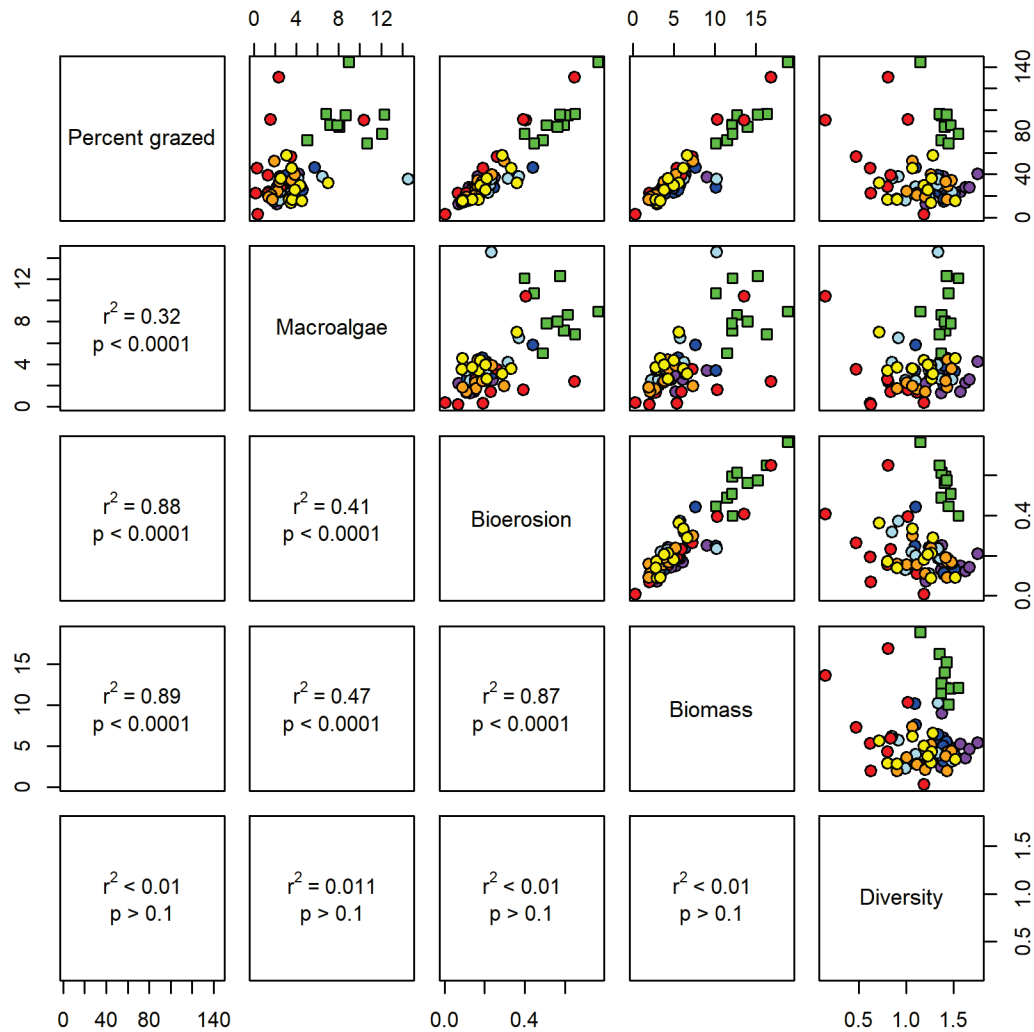 0 4 8 12
0 5 10 15
Percent grazed
0 40 80 140
0 4 8 12
r² = 0.32
p < 0.0001
Macroalgae
r² = 0.88
p < 0.0001
r² = 0.41
p < 0.0001
Bioerosion
0.0 0.4
0 5 10 15
r² = 0.89
p < 0.0001
r² = 0.47
p < 0.0001
r² = 0.87
p < 0.0001
Biomass
r² < 0.01
p > 0.1
r² = 0.011
p > 0.1
r² < 0.01
p > 0.1
r² < 0.01
p > 0.1
Diversity
0.5 1.0 1.5
0 40 80 140
0.0 0.4
0.5 1.0 1.5